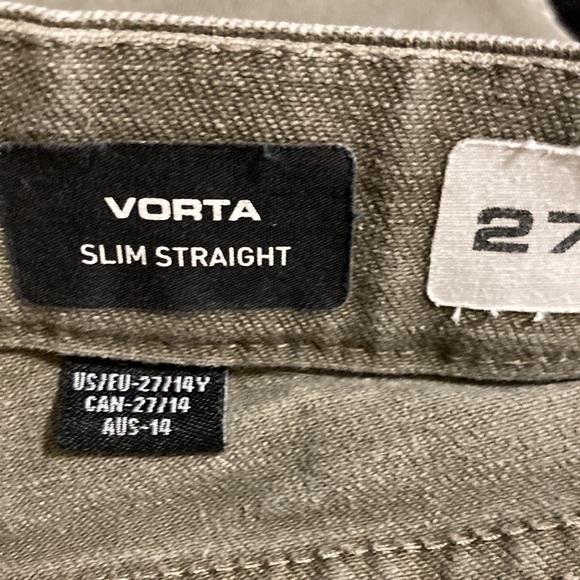 VORTA
SLIM STRAIGHT
27
US/EU-27/14Y
CAN-27/14
AUS-14